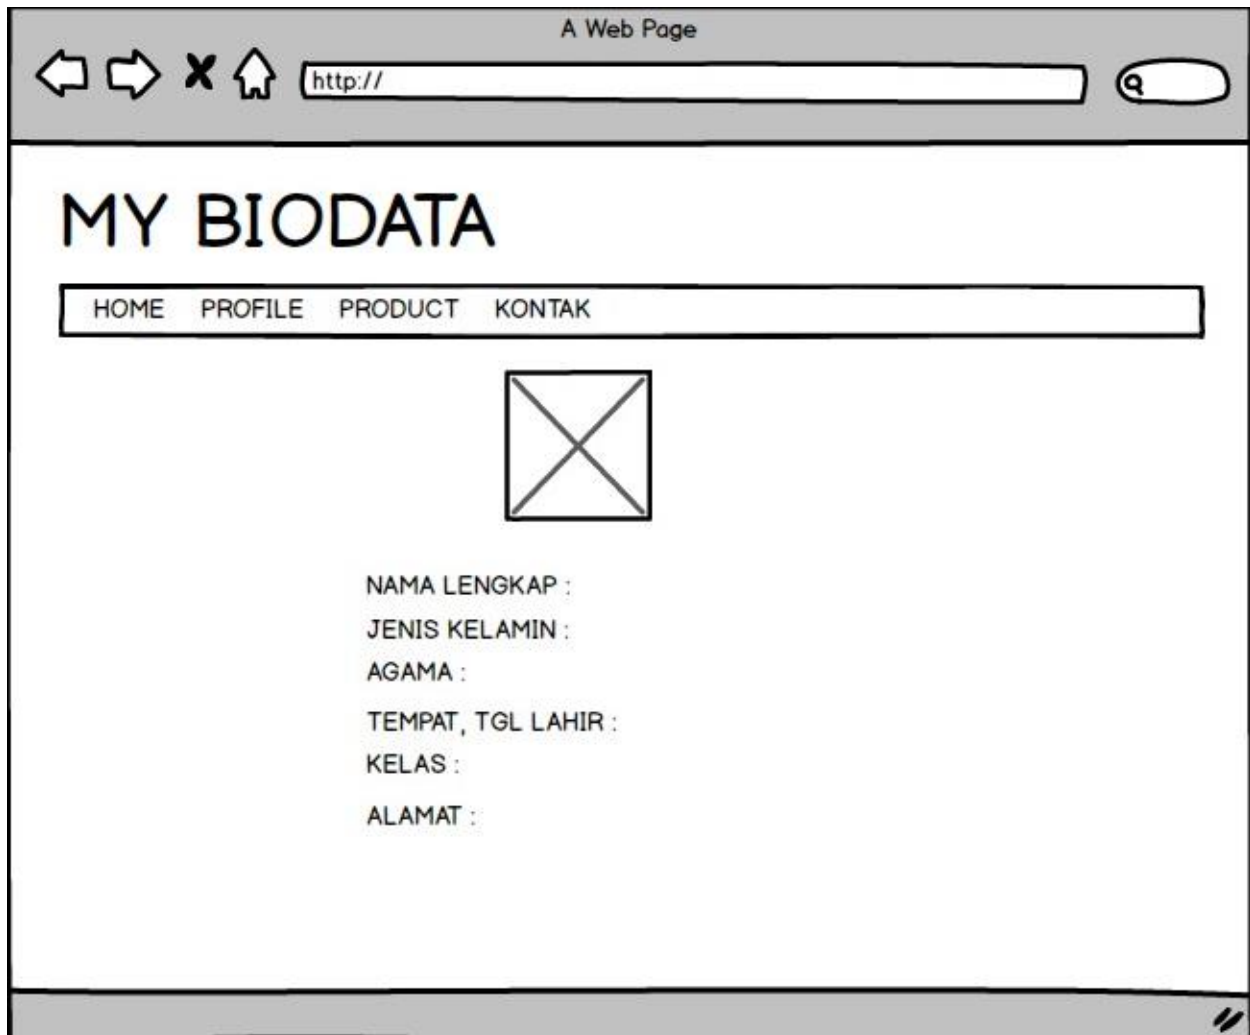 A Web Page
http://
MY BIODATA
HOME PROFILE PRODUCT KONTAK
NAMA LENGKAP :
JENIS KELAMIN :
AGAMA :
TEMPAT, TGL LAHIR :
KELAS :
ALAMAT :